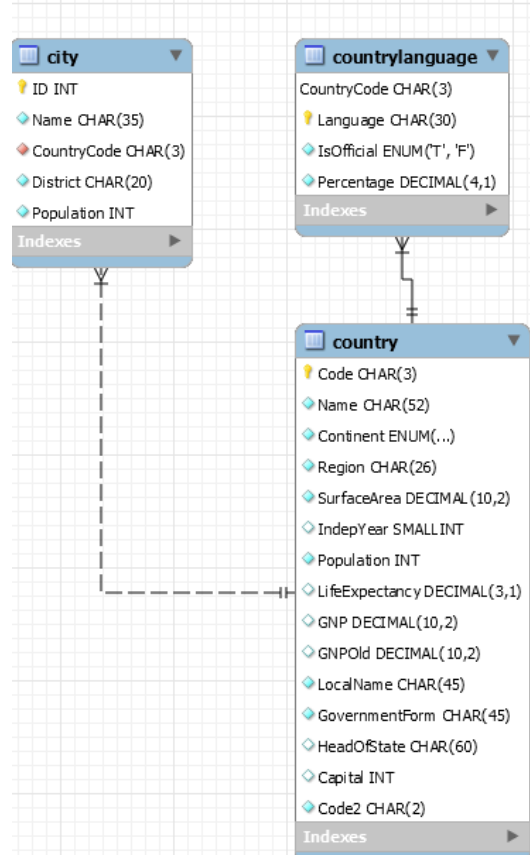 city
ID INT
Name CHAR(35)
CountryCode CHAR(3)
District CHAR(20)
Population INT
Indexes
countrylanguage
CountryCode CHAR(3)
Language CHAR(30)
IsOfficial ENUM('T', 'F')
Percentage DECIMAL(4,1)
Indexes
country
Code CHAR(3)
Name CHAR(52)
Continent ENUM(...)
Region CHAR(26)
SurfaceArea DECIMAL(10,2)
IndepYear SMALLINT
Population INT
LifeExpectancy DECIMAL(3,1)
GNP DECIMAL(10,2)
GNPOld DECIMAL(10,2)
LocalName CHAR(45)
GovernmentForm CHAR(45)
HeadOfState CHAR(60)
Capital INT
Code2 CHAR(2)
Indexes